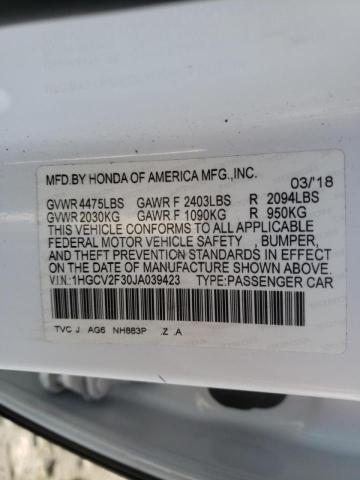 MFD.BY HONDA OF AMERICA MFG.,INC. 03/'18
GVWR 4475LBS GAWR F 2403LBS R 2094LBS
GVWR 2030KG GAWR F 1090KG R 950KG
THIS VEHICLE CONFORMS TO ALL APPLICABLE
FEDERAL MOTOR VEHICLE SAFETY , BUMPER,
AND THEFT PREVENTION STANDARDS IN
EFFECT ON THE DATE OF MANUFACTURE
SHOWN ABOVE.
VIN:1HGCV2F30JA039423 TYPE:PASSENGER CAR
TVC J AG6 NH883P .Z .A